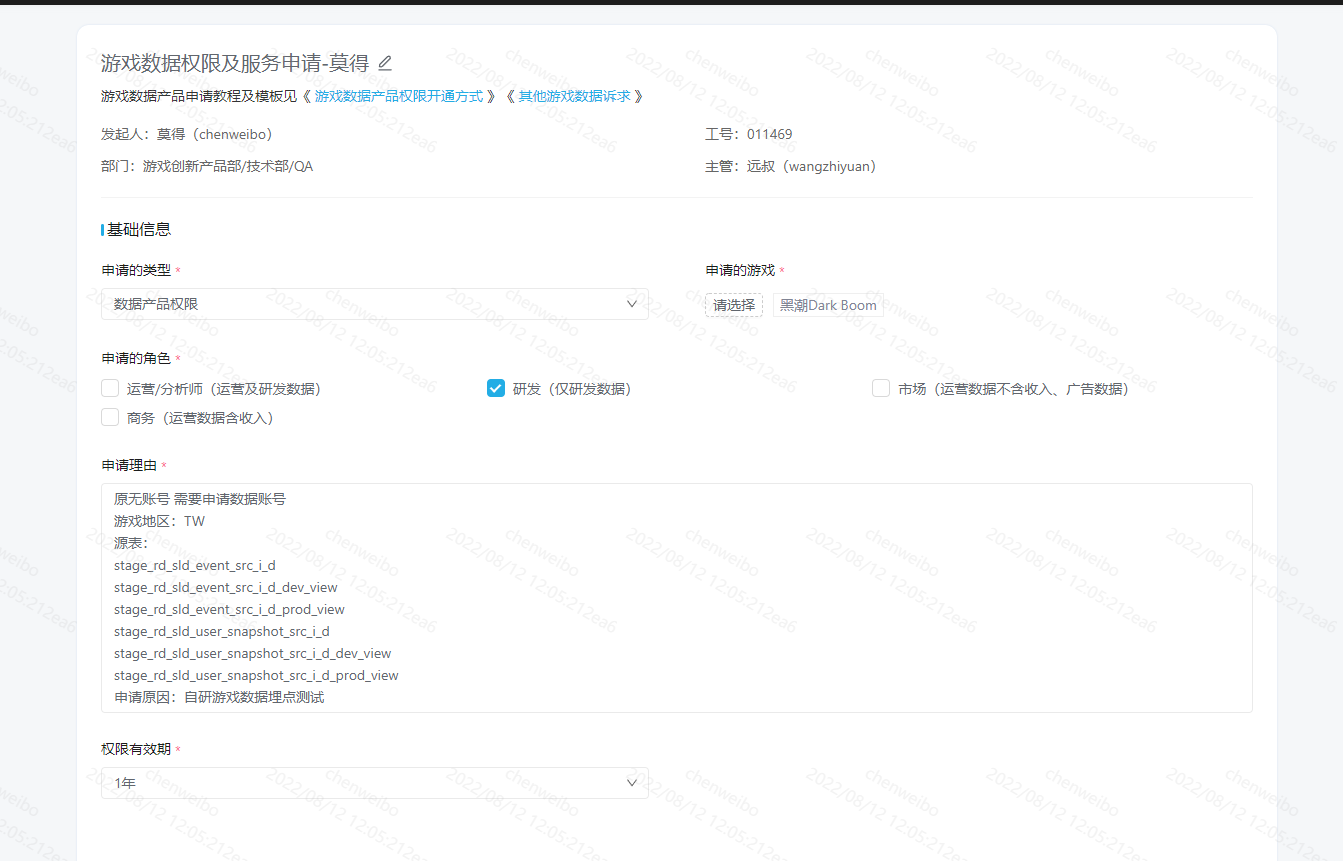 游戏数据权限及服务申请-莫得
游戏数据产品申请教程及模板见《 游戏数据产品权限开通方式 》《 其他游戏数据诉求 》
发起人：莫得（chenweibo）
工号：011469
部门：游戏创新产品部/技术部/QA
主管：远叔（wangzhiyuan）
基础信息
申请的类型 *
申请的游戏 *
数据产品权限
请选择 黑潮Dark Boom
申请的角色 *
运营/分析师（运营及研发数据）
研发（仅研发数据）
市场（运营数据不含收入、广告数据）
商务（运营数据含收入）
申请理由 *
原无账号 需要申请数据账号
游戏地区：TW
源表：
stage_rd_sld_event_src_i_d
stage_rd_sld_event_src_i_d_dev_view
stage_rd_sld_event_src_i_d_prod_view
stage_rd_sld_user_snapshot_src_i_d
stage_rd_sld_user_snapshot_src_i_d_dev_view
stage_rd_sld_user_snapshot_src_i_d_prod_view
申请原因：自研游戏数据埋点测试
权限有效期 *
1年
chenweibo
2022/08/12 12:05:212ea6